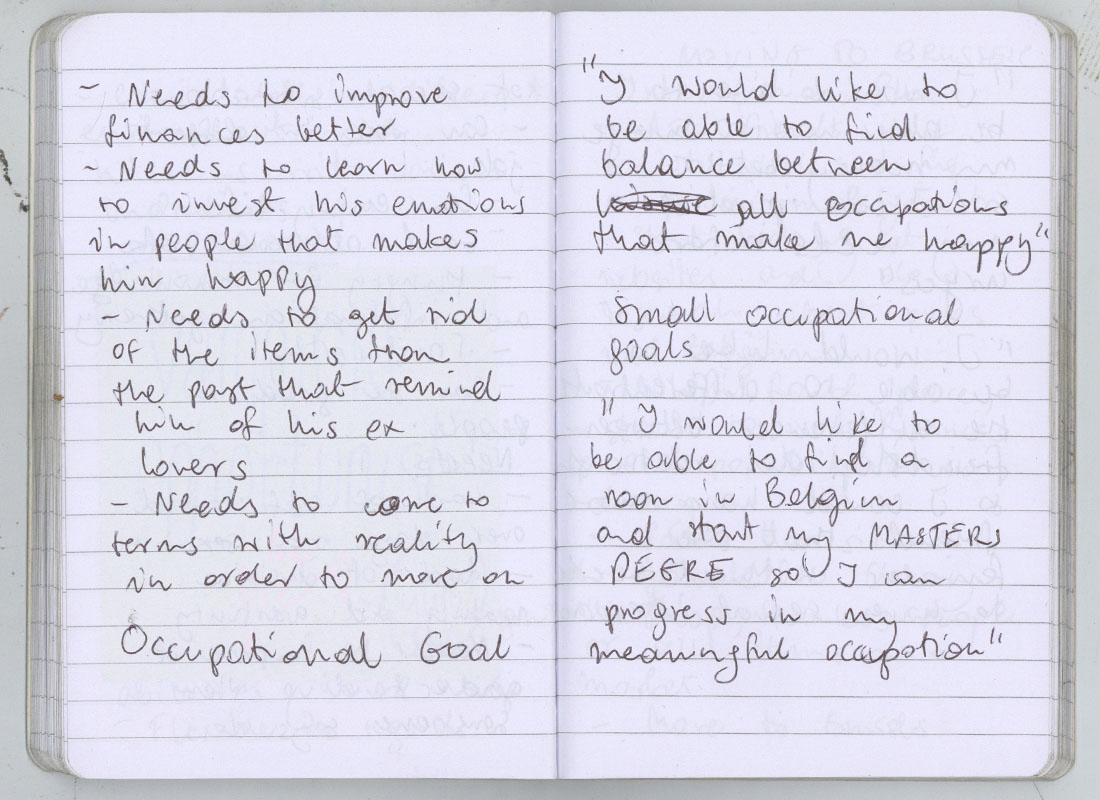 - Needs to improve
finances better
- Needs to learn how
to invest his emotions
in people that makes
him happy
- Needs to get rid
of the items from
the past that remind
him of his ex
lovers
- Needs to come to
terms with reality
in order to move on
Occupational Goal
"I would like to
be able to find
balance between
all occupations
that make me happy"
Small occupational
goals
" I would like to
be able to find a
room in Belgium
and start my MASTERS
DEGRE so I can
progress in my
meaningful occupation"